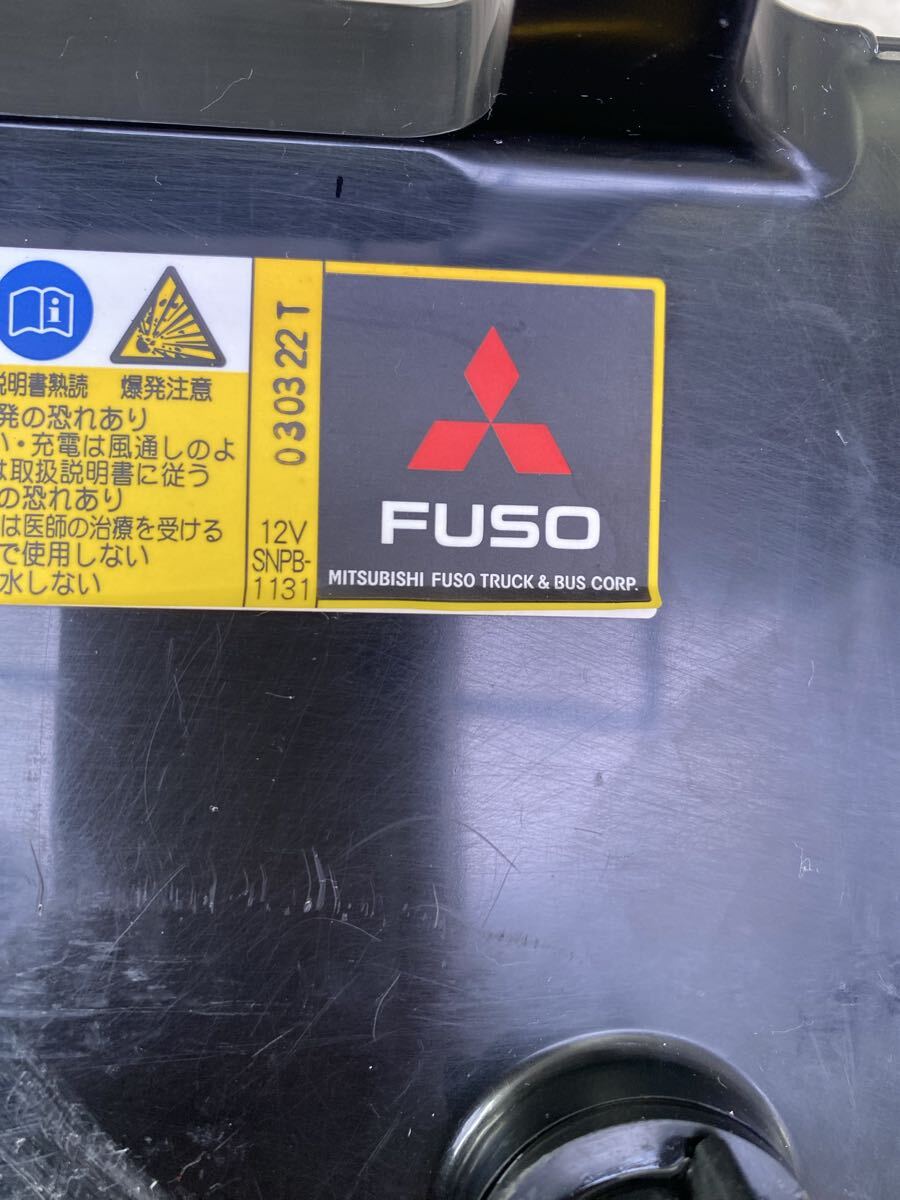 説明書熟読 爆発注意
発の恐れあり
い・充電は風通しのよ
は取扱説明書に従う
の恐れあり
は医師の治療を受ける
で使用しない
水しない
030322T
12V
SNPB-
1131
FUSO
MITSUBISHI FUSO TRUCK & BUS CORP.